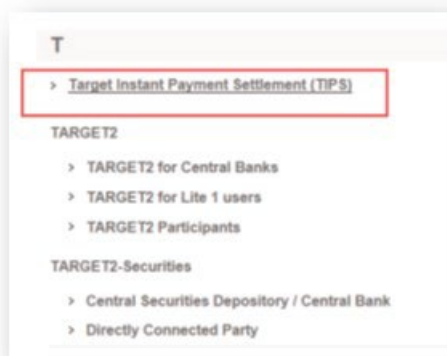 T
> Target Instant Payment Settlement (TIPS)
TARGET2
> TARGET2 for Central Banks
> TARGET2 for Lite 1 users
> TARGET2 Participants
TARGET2-Securities
> Central Securities Depository / Central Bank
> Directly Connected Party